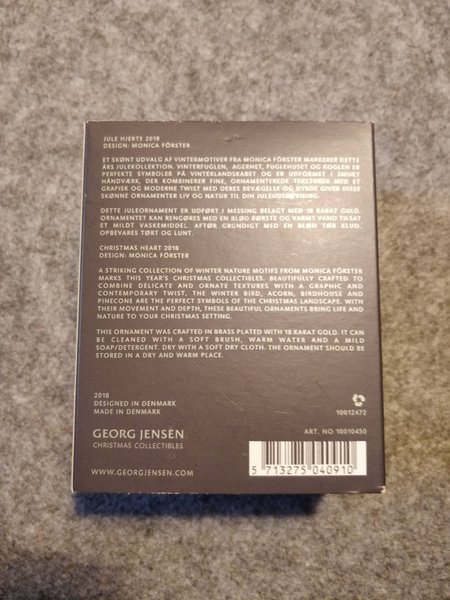 JULE HJERTE 2018
DESIGN: MONICA FÖRSTER
ET SKØNT UDVALG AF VINTERMOTIVER FRA MONICA FÖRSTER MARKERER DETTE
ÅRS JULEKOLLEKTION. VINTERFUGLEN, AGERNET, FUGLEHUSET OG KOGLEN ER
PERFEKTE SYMBOLER PÅ VINTERLANDSKABET OG ER UDFORMET I SMUKT
HÅNDVÆRK, DER KOMBINERER FINE, ORNAMENTEREDE TEKSTURER MED ET
GRAFISK OG MODERNE TWIST MED DERES BEVÆGELSE OG DYBDE GIVER DISSE
SKØNNE ORNAMENTER LIV OG NATUR TIL DIN JULEUDSMYKNING.
DETTE JULEORNAMENT ER UDFØRT I MESSING BELAGT MED 18 KARAT GULD.
ORNAMENTET KAN RENGØRES MED EN BLØD BØRSTE OG VARMT VAND TILSAT
ET MILDT VASKEMIDDEL. AFTØR GRUNDIGT MED EN BLØD TØR KLUD.
OPBEVARES TØRT OG LUNT.
CHRISTMAS HEART 2018
DESIGN: MONICA FÖRSTER
A STRIKING COLLECTION OF WINTER NATURE MOTIFS FROM MONICA FÖRSTER
MARKS THIS YEAR'S CHRISTMAS COLLECTIBLES. BEAUTIFULLY CRAFTED TO
COMBINE DELICATE AND ORNATE TEXTURES WITH A GRAPHIC AND
CONTEMPORARY TWIST, THE WINTER BIRD, ACORN, BIRDHOUSE AND
PINECONE ARE THE PERFECT SYMBOLS OF THE CHRISTMAS LANDSCAPE. WITH
THEIR MOVEMENT AND DEPTH, THESE BEAUTIFUL ORNAMENTS BRING LIFE AND
NATURE TO YOUR CHRISTMAS SETTING.
THIS ORNAMENT WAS CRAFTED IN BRASS PLATED WITH 18 KARAT GOLD. IT CAN
BE CLEANED WITH A SOFT BRUSH, WARM WATER AND A MILD
SOAP/DETERGENT. DRY WITH A SOFT DRY CLOTH. THE ORNAMENT SHOULD BE
STORED IN A DRY AND WARM PLACE.
2018
DESIGNED IN DENMARK
MADE IN DENMARK
10012472
GEORG JENSEN
CHRISTMAS COLLECTIBLES
ART. NO: 10010450
5 713275 040910
WWW.GEORGJENSEN.COM